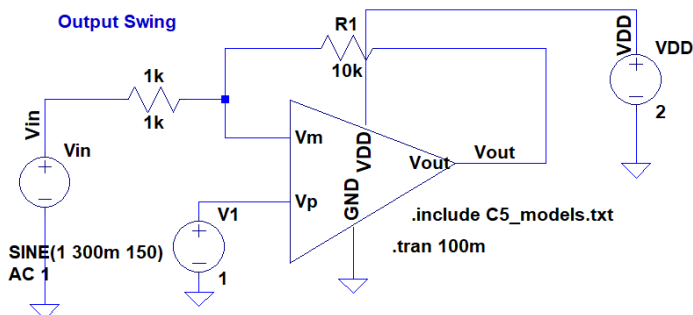 Output Swing
R1
10k
VDD
VDD
2
1k
1k
Vin
Vin
SINE(1 300m 150)
AC 1
Vm
VDD
Vout
Vout
Vp
GND
V1
1
.include C5_models.txt
.tran 100m